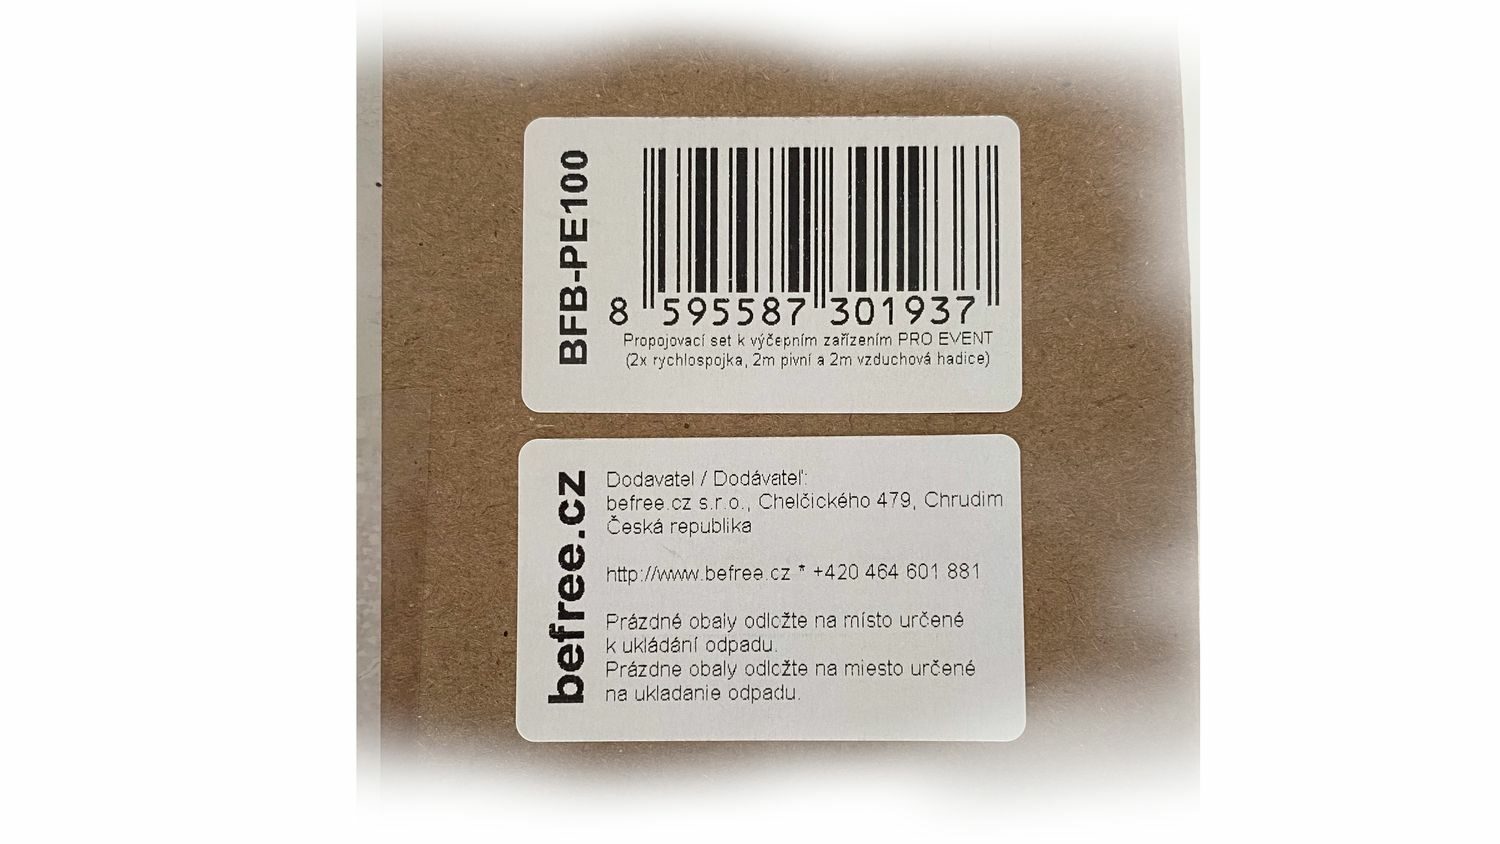 BFB-PE100
8 595587 301937
Propojovací set k výčepním zařízením PRO EVENT
(2x rychlospojka, 2m pivní a 2m vzduchová hadice)
befree.cz
Dodavatel / Dodávateľ:
befree.cz s.r.o., Chelčického 479, Chrudim
Česká republika
http://www.befree.cz * +420 464 601 881
Prázdné obaly odložte na místo určené
k ukládání odpadu.
Prázdne obaly odložte na miesto určené
na ukladanie odpadu.